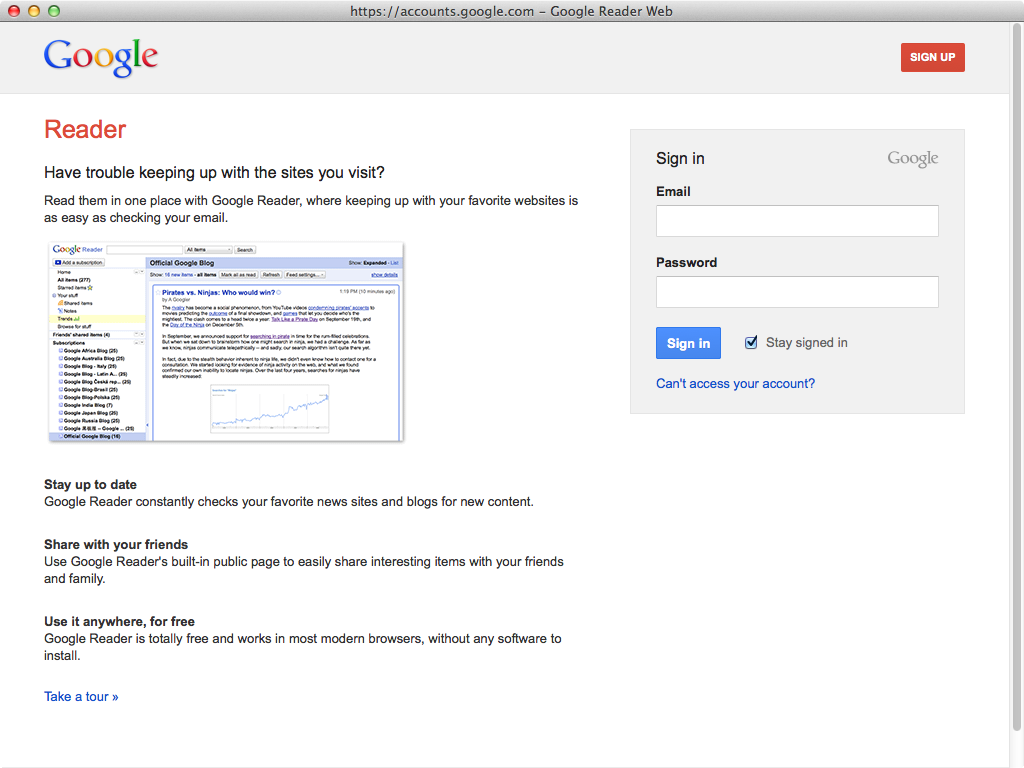 https://accounts.google.com – Google Reader Web
Google
SIGN UP
Reader
Have trouble keeping up with the sites you visit?
Read them in one place with Google Reader, where keeping up with your favorite websites is
as easy as checking your email.
Google Reader
All items
Search
Add a subscription
Home
All items (277)
Starred items
Your stuff
Shared items
Notes
Trends
Browse for stuff
Friends' shared items (4)
Subscriptions
Google Africa Blog (25)
Google Australia Blog (25)
Google Blog - Italy (25)
Google Blog - Latin A... (25)
Google Blog Česká rep... (25)
Google Blog-Brasil (25)
Google Blog-Polska (25)
Google India Blog (7)
Google Japan Blog (25)
Google Russia Blog (25)
Google 黑板报 – Google ... (25)
Official Google Blog (16)
Official Google Blog
Show: Expanded - List
Show: 16 new items - all items
Mark all as read
Refresh
Feed settings...
show details
Pirates vs. Ninjas: Who would win?
1:19 PM (10 minutes ago)
by A Googler
The rivalry has become a social phenomenon, from YouTube videos condemning pirates' accents to
movies predicting the outcome of a final showdown, and games that let you decide who's the
mightiest. The clash comes to a head twice a year: Talk Like a Pirate Day on September 19th, and
the Day of the Ninja on December 5th.
In September, we announced support for searching in pirate in time for the rum-filled celebrations.
But when we sat down to brainstorm how one might search in ninja, we had a challenge. As far as
we know, ninjas communicate telepathically – and sadly, our search algorithm isn't quite there yet.
In fact, due to the stealth behavior inherent to ninja life, we didn't even know how to contact one for a
consultation. We started looking for evidence of ninja activity on the web, and what we found
confirmed our own inability to locate ninjas. Over the last four years, searches for ninjas have
steadily increased:
Stay up to date
Google Reader constantly checks your favorite news sites and blogs for new content.
Share with your friends
Use Google Reader's built-in public page to easily share interesting items with your friends
and family.
Use it anywhere, for free
Google Reader is totally free and works in most modern browsers, without any software to
install.
Take a tour »
Sign in
Google
Email
Password
Sign in
Stay signed in
Can't access your account?